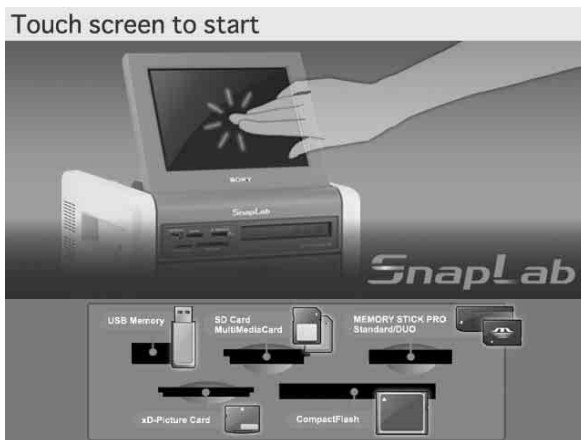 Touch screen to start
SONY
SnapLab
SnapLab
USB Memory
SD Card
MultiMediaCard
MEMORY STICK PRO
Standard/DUO
xD-Picture Card
CompactFlash